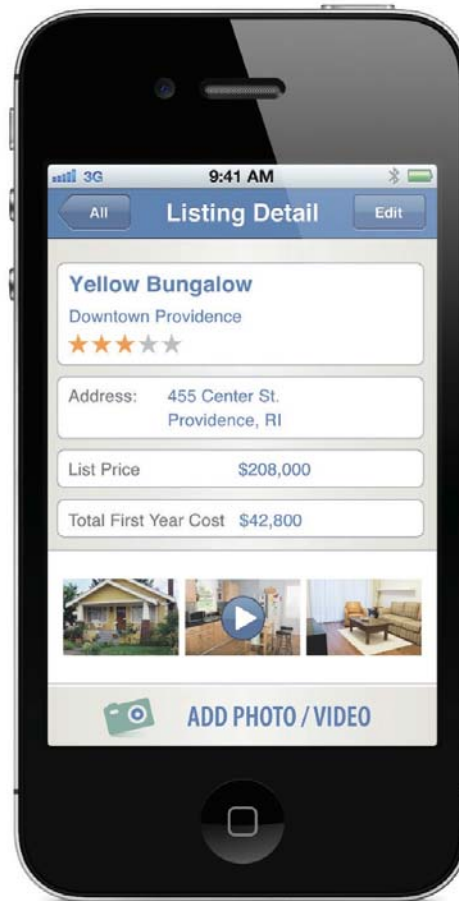 3G 9:41 AM
All Listing Detail Edit
Yellow Bungalow
Downtown Providence
Address: 455 Center St.
Providence, RI
List Price $208,000
Total First Year Cost $42,800
ADD PHOTO / VIDEO